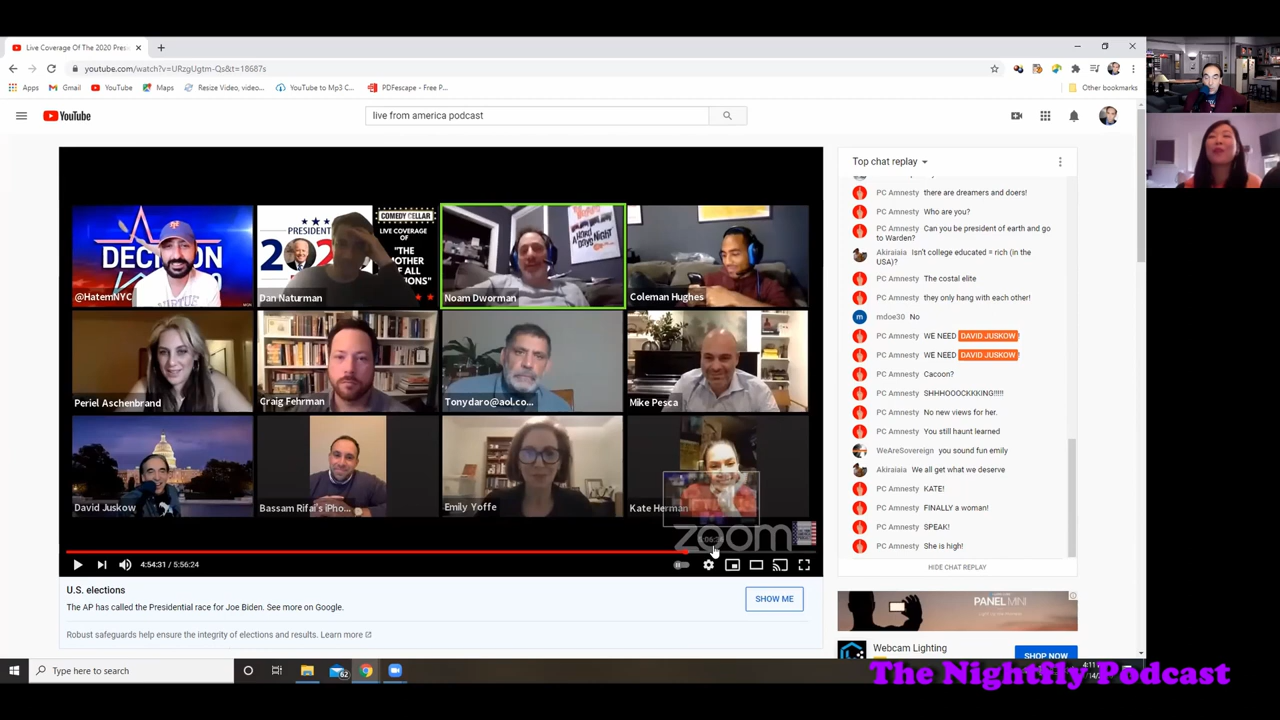 Live Coverage Of The 2020 Pres
youtube.com/watch?v=URzgUgtm-Qs&t=18687s
Apps
Gmail
YouTube
Maps
Resize Video, video...
YouTube to Mp3 C...
PDFescape - Free P...
Other bookmarks
YouTube
live from america podcast
Top chat replay
PC Amnesty there are dreamers and doers!
PC Amnesty Who are you?
PC Amnesty Can you be president of earth and go
to Warden?
Akiraiaia Isn't college educated = rich (in the
USA)?
PC Amnesty The costal elite
PC Amnesty they only hang with each other!
mdoe30 No
PC Amnesty WE NEED DAVID JUSKOW
PC Amnesty WE NEED DAVID JUSKOW
PC Amnesty Cacoon?
PC Amnesty SHHHOOOCKKKING!!!!!
PC Amnesty No new views for her.
PC Amnesty You still haunt learned
WeAreSovereign you sound fun emily
Akiraiaia We all get what we deserve
PC Amnesty KATE!
PC Amnesty FINALLY a woman!
PC Amnesty SPEAK!
PC Amnesty She is high!
HIDE CHAT REPLAY
DECISION
VIRTUE
@HatemNYC
PRESIDENT
202
COMEDY CELLAR
LIVE COVERAGE
OF
"THE
MOTHER
OF ALL
Dan Naturman
HARD
DAY'S
NIGHT
Noam Dworman
Coleman Hughes
Periel Aschenbrand
Craig Fehrman
Tonydaro@aol.co...
Mike Pesca
David Juskow
Bassam Rifai's iPho...
Emily Yoffe
Kate Herman
zoom
4:54:31 / 5:56:24
U.S. elections
The AP has called the Presidential race for Joe Biden. See more on Google.
SHOW ME
Robust safeguards help ensure the integrity of elections and results. Learn more
PANEL MINI
Webcam Lighting
SHOP NOW
Type here to search
62
4:11
The Nightfly Podcast